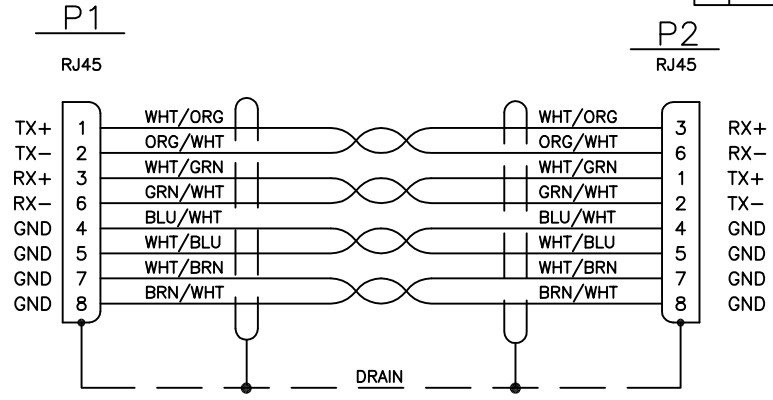 P1
P2
RJ45
RJ45
TX+ 1 WHT/ORG WHT/ORG 3 RX+
TX- 2 ORG/WHT ORG/WHT 6 RX-
RX+ 3 WHT/GRN WHT/GRN 1 TX+
RX- 6 GRN/WHT GRN/WHT 2 TX-
GND 4 BLU/WHT BLU/WHT 4 GND
GND 5 WHT/BLU WHT/BLU 5 GND
GND 7 WHT/BRN WHT/BRN 7 GND
GND 8 BRN/WHT BRN/WHT 8 GND
DRAIN